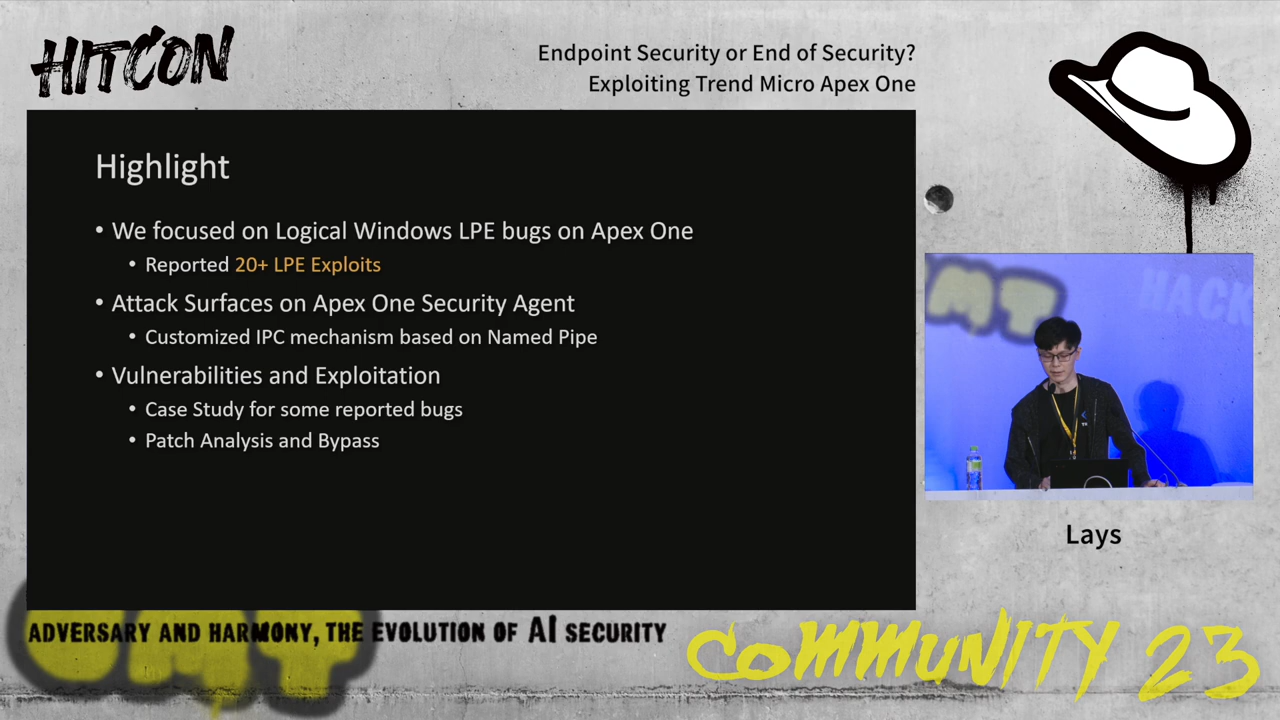 HITCON
Endpoint Security or End of Security?
Exploiting Trend Micro Apex One
Highlight
• We focused on Logical Windows LPE bugs on Apex One
• Reported 20+ LPE Exploits
• Attack Surfaces on Apex One Security Agent
• Customized IPC mechanism based on Named Pipe
• Vulnerabilities and Exploitation
• Case Study for some reported bugs
• Patch Analysis and Bypass
HACK
Lays
ADVERSARY AND HARMONY, THE EVOLUTION OF AI SECURITY
COMMUNITY 23